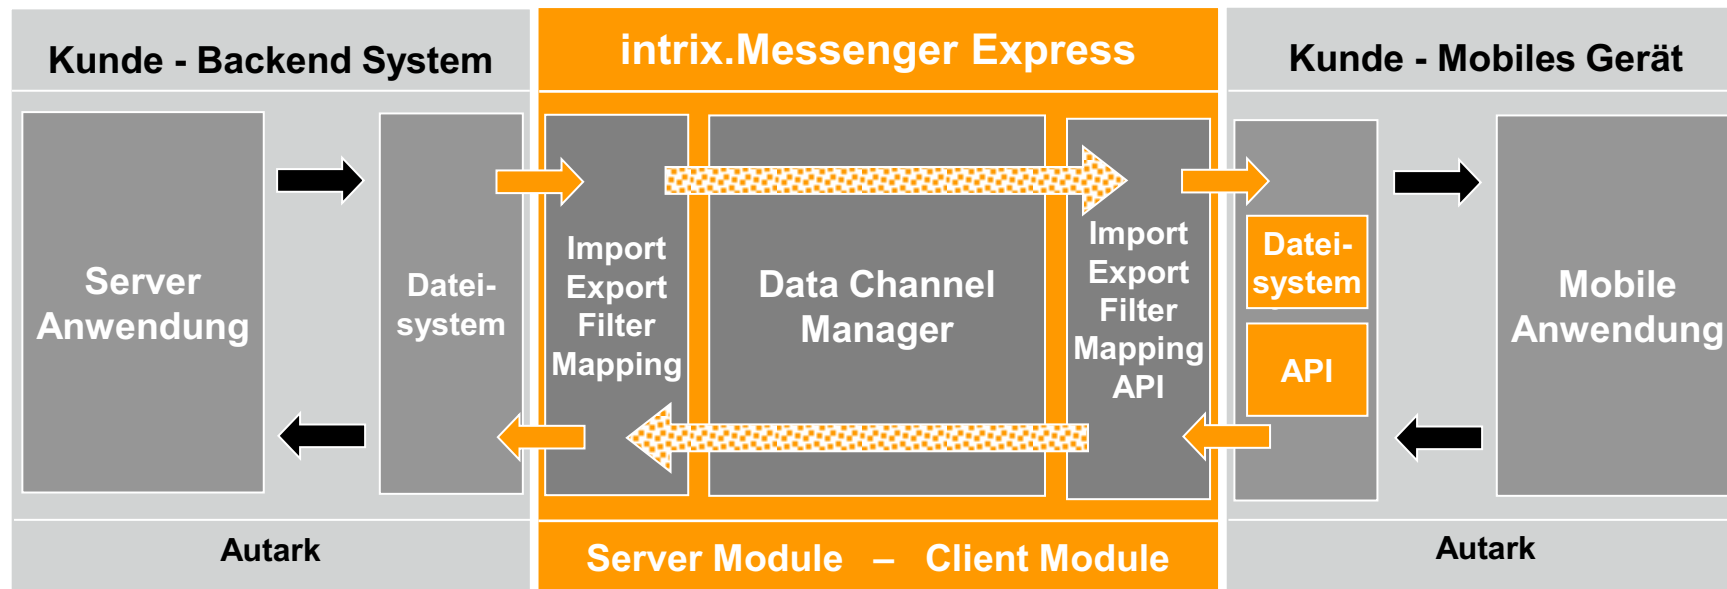 Kunde - Backend System
intrix.Messenger Express
Kunde - Mobiles Gerät
Server
Anwendung
Datei-
system
Import
Export
Filter
Mapping
Data Channel
Manager
Import
Export
Filter
Mapping
API
Datei-
system
API
Mobile
Anwendung
Autark
Server Module – Client Module
Autark